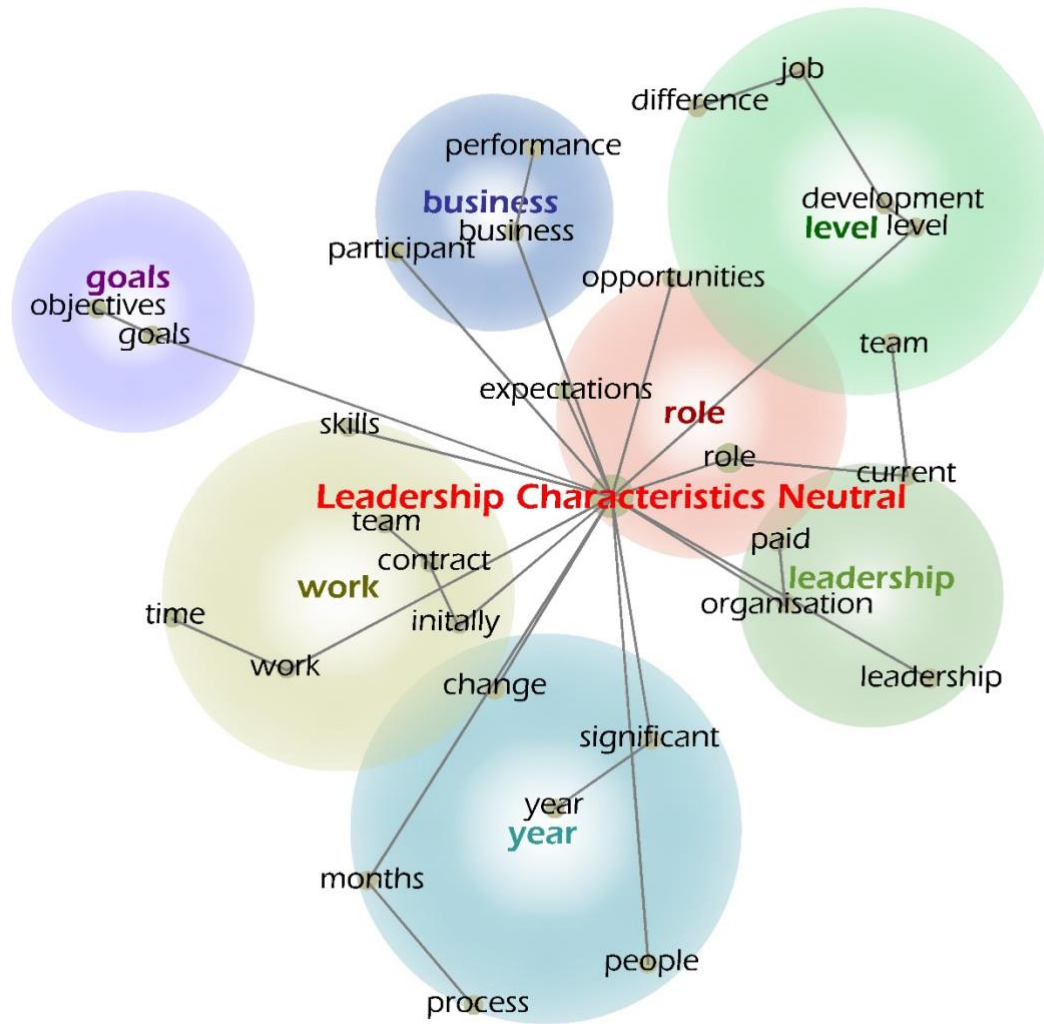 job
difference
performance
business
business
participant
development
level
level
opportunities
goals
objectives
goals
team
expectations
role
skills
role
current
Leadership Characteristics Neutral
team
paid
contract
work
leadership
organisation
time
initally
work
change
leadership
significant
year
year
months
people
process